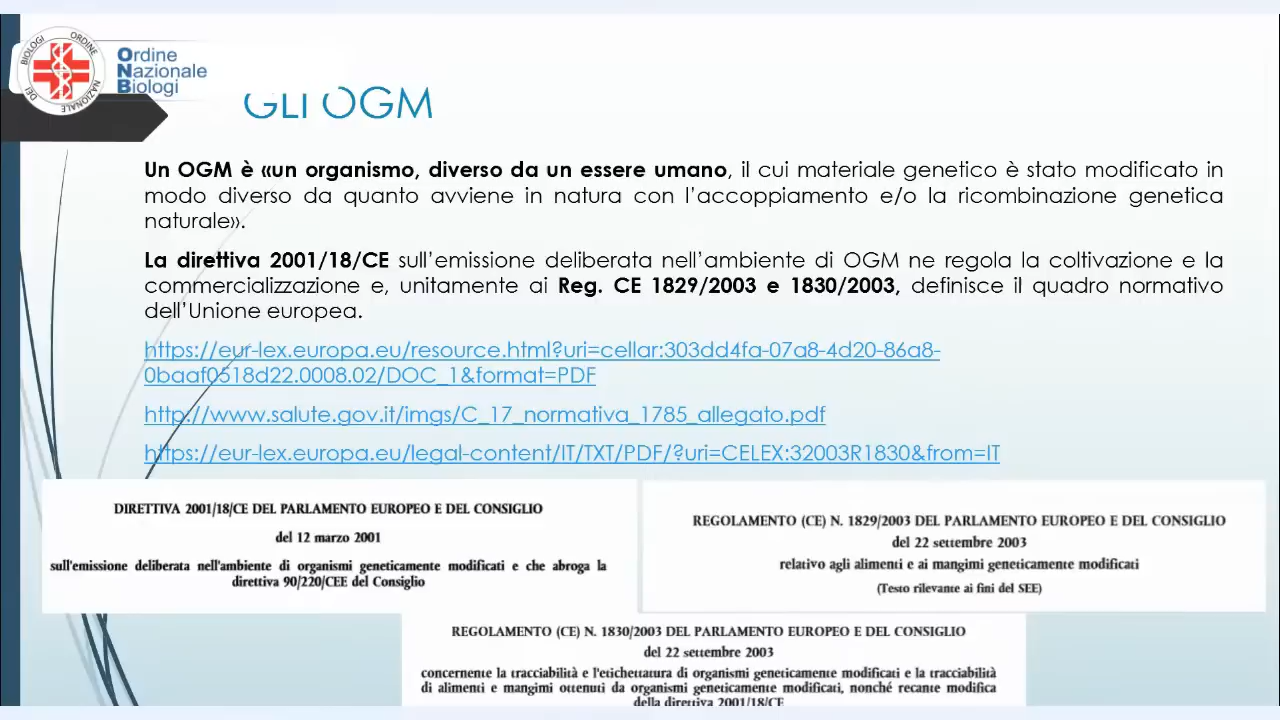 ORDINE NAZIONALE DEI BIOLOGI
Ordine
Nazionale
Biologi
GLI OGM
Un OGM è «un organismo, diverso da un essere umano, il cui materiale genetico è stato modificato in
modo diverso da quanto avviene in natura con l'accoppiamento e/o la ricombinazione genetica
naturale».
La direttiva 2001/18/CE sull'emissione deliberata nell'ambiente di OGM ne regola la coltivazione e la
commercializzazione e, unitamente ai Reg. CE 1829/2003 e 1830/2003, definisce il quadro normativo
dell'Unione europea.
https://eur-lex.europa.eu/resource.html?uri=cellar:303dd4fa-07a8-4d20-86a8-
0baaf0518d22.0008.02/DOC_1&format=PDF
http://www.salute.gov.it/imgs/C_17_normativa_1785_allegato.pdf
https://eur-lex.europa.eu/legal-content/IT/TXT/PDF/?uri=CELEX:32003R1830&from=IT
DIRETTIVA 2001/18/CE DEL PARLAMENTO EUROPEO E DEL CONSIGLIO
del 12 marzo 2001
sull'emissione deliberata nell'ambiente di organismi geneticamente modificati e che abroga la
direttiva 90/220/CEE del Consiglio
REGOLAMENTO (CE) N. 1829/2003 DEL PARLAMENTO EUROPEO E DEL CONSIGLIO
del 22 settembre 2003
relativo agli alimenti e ai mangimi geneticamente modificati
(Testo rilevante ai fini del SEE)
REGOLAMENTO (CE) N. 1830/2003 DEL PARLAMENTO EUROPEO E DEL CONSIGLIO
del 22 settembre 2003
concernente la tracciabilità e l'etichettatura di organismi geneticamente modificati e la tracciabilità
di alimenti e mangimi ottenuti da organismi geneticamente modificati, nonché recante modifica
della direttiva 2001/18/CE